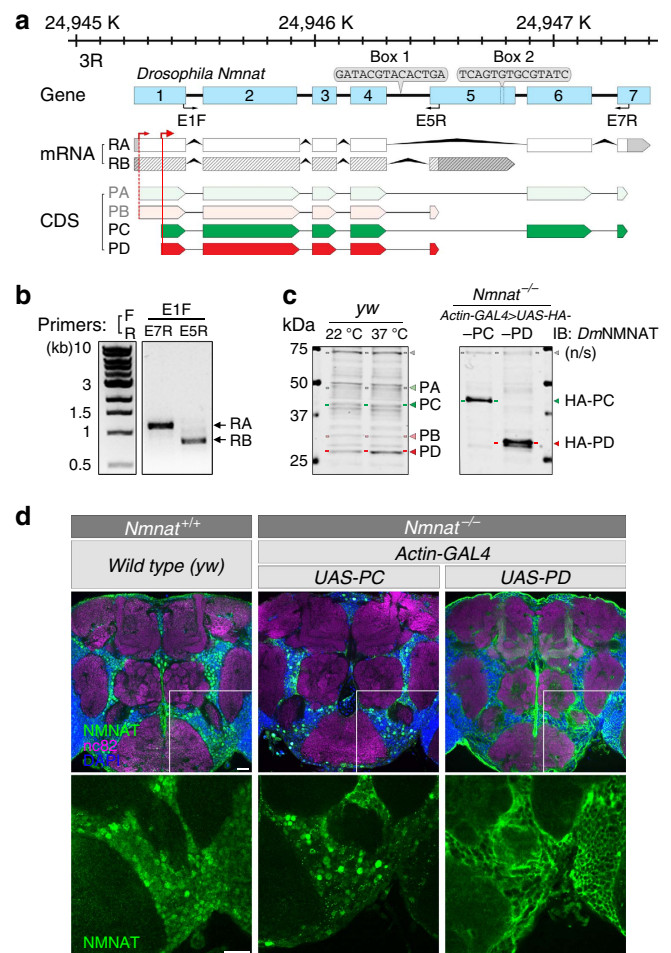 a
24,945 K 24,946 K 24,947 K
3R
Box 1 Box 2
Drosophila Nmnat GATACGTACACTGA TCAGTGTGCGTATC
Gene 1 2 3 4 5 6 7
E1F E5R E7R
mRNA RA
RB
CDS PA
PB
PC
PD
b
Primers: F E1F
R E7R E5R
(kb) 10
3
1.5
1
0.5
RA
RB
c
kDa yw Nmnat−/−
Actin-GAL4>UAS-HA-
22 °C 37 °C –PC –PD IB: DmNMNAT
75 (n/s)
50
37
25
PA
PC
PB
PD
HA-PC
HA-PD
d
Nmnat+/+ Nmnat−/−
Wild type (yw) Actin-GAL4
UAS-PC UAS-PD
NMNAT
nc82
DAPI
NMNAT